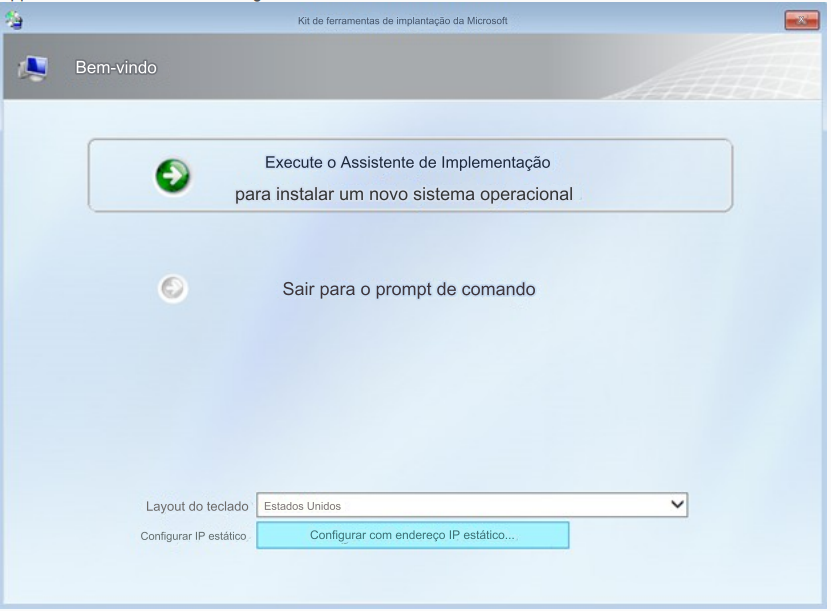 Kit de ferramentas de implantação da Microsoft
Bem-vindo
Execute o Assistente de Implementação
para instalar um novo sistema operacional
Sair para o prompt de comando
Layout do teclado
Estados Unidos
Configurar IP estático
Configurar com endereço IP estático...